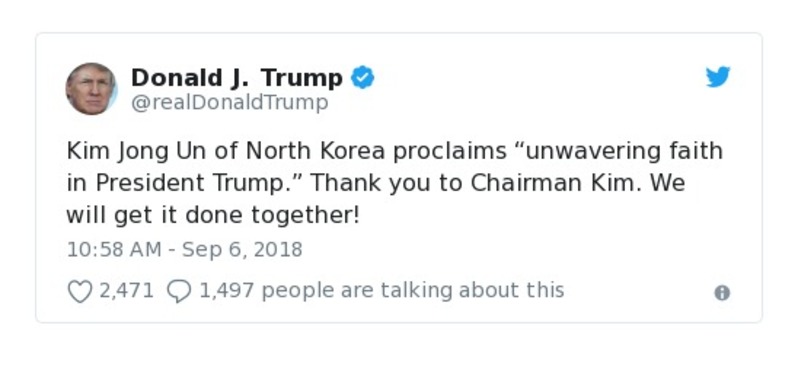 Donald J. Trump
@realDonaldTrump
Kim Jong Un of North Korea proclaims “unwavering faith
in President Trump.” Thank you to Chairman Kim. We
will get it done together!
10:58 AM - Sep 6, 2018
2,471 1,497 people are talking about this